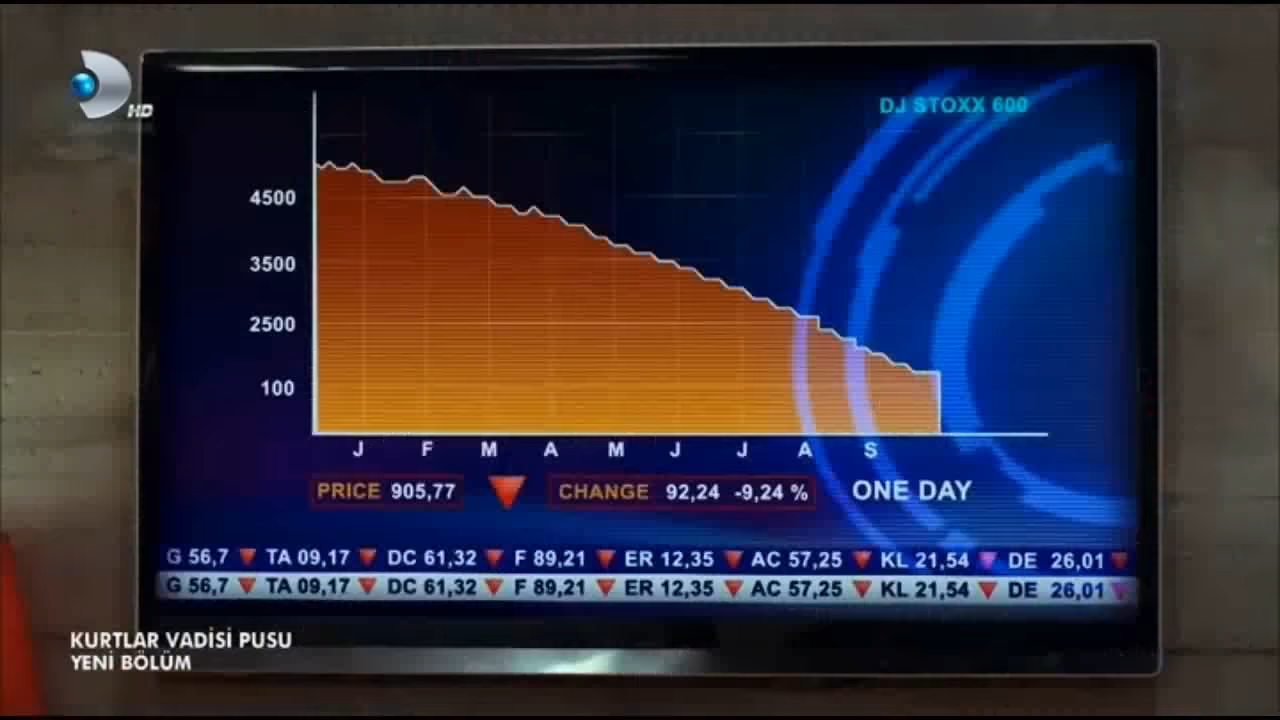 HD
DJ STOXX 600
4500
3500
2500
100
J F M A M J J A S
PRICE 905,77 CHANGE 92,24 -9,24 % ONE DAY
G 56,7 TA 09,17 DC 61,32 F 89,21 ER 12,35 AC 57,25 KL 21,54 DE 26,01
G 56,7 TA 09,17 DC 61,32 F 89,21 ER 12,35 AC 57,25 KL 21,54 DE 26,01
KURTLAR VADİSİ PUSU
YENİ BÖLÜM